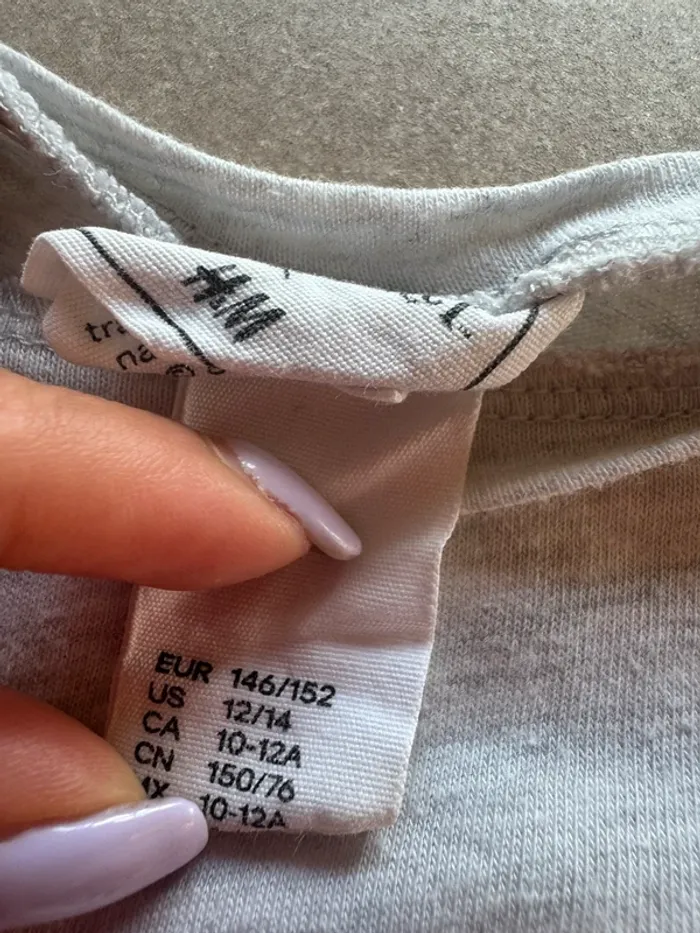 H&M
EUR 146/152
US 12/14
CA 10-12A
CN 150/76
10-12A